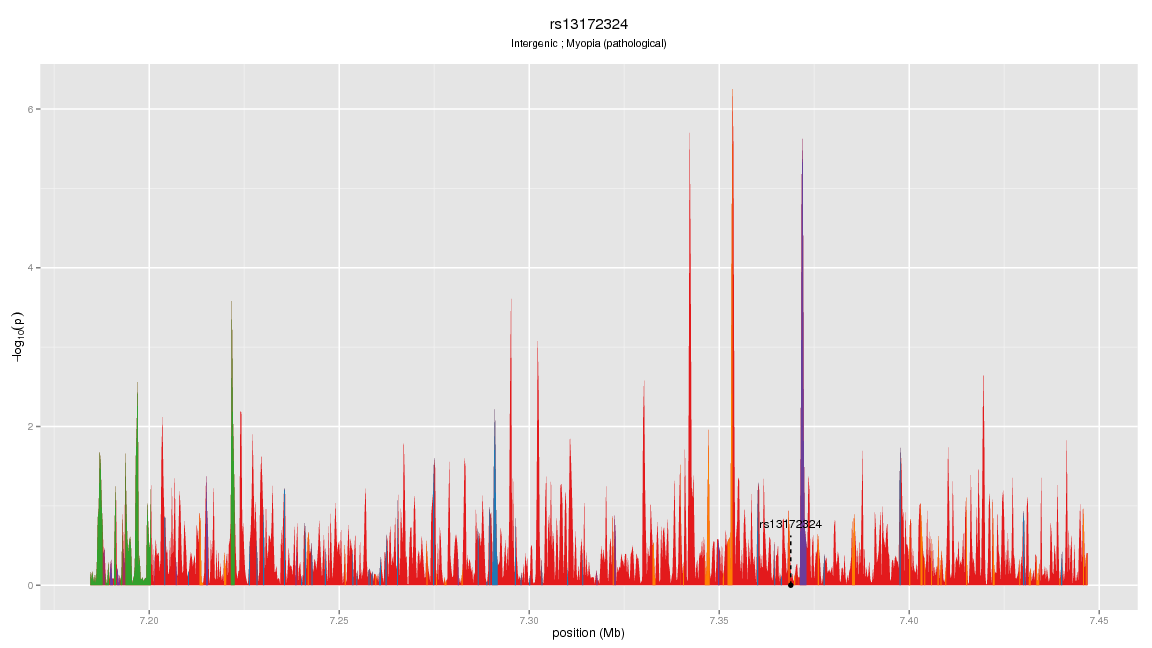 rs13172324
Intergenic ; Myopia (pathological)
−log10(p)
6
4
2
0
rs13172324
7.20
7.25
7.30
7.35
7.40
7.45
position (Mb)